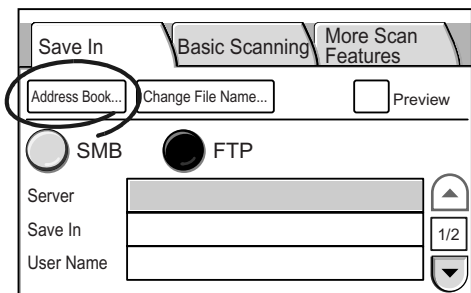 Save In Basic Scanning More Scan Features
Address Book... Change File Name... Preview
SMB FTP
Server
Save In 1/2
User Name